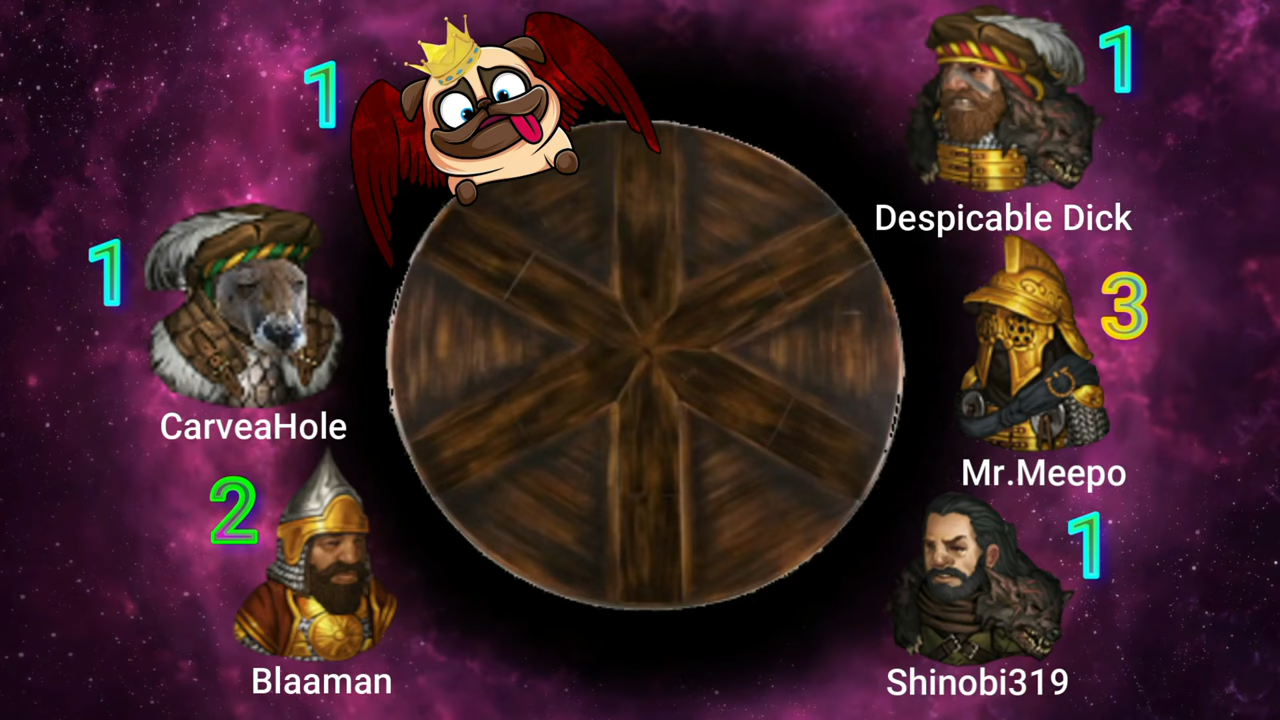 1
1
Despicable Dick
1
CarveaHole
3
Mr.Meepo
2
Blaaman
1
Shinobi319